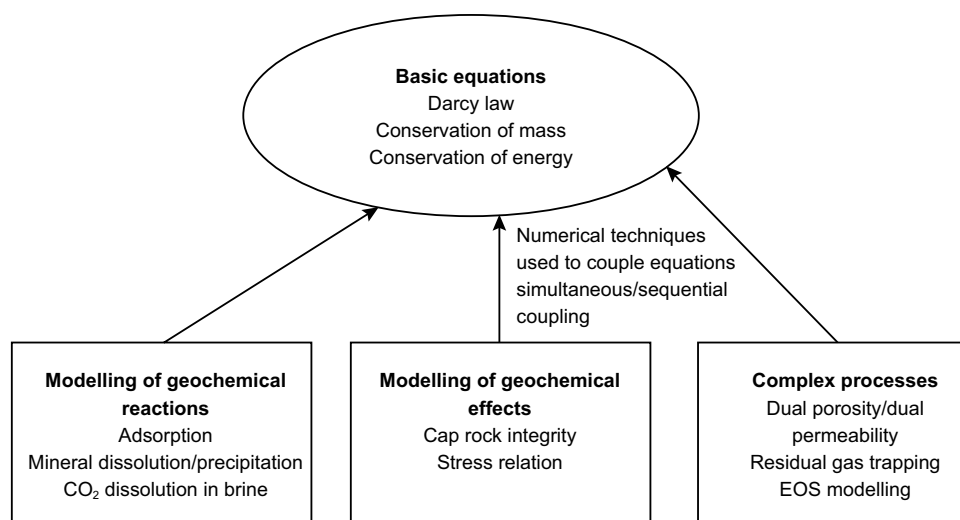 Basic equations
Darcy law
Conservation of mass
Conservation of energy
Numerical techniques
used to couple equations
simultaneous/sequential
coupling
Modelling of geochemical
reactions
Adsorption
Mineral dissolution/precipitation
CO₂ dissolution in brine
Modelling of geochemical
effects
Cap rock integrity
Stress relation
Complex processes
Dual porosity/dual
permeability
Residual gas trapping
EOS modelling